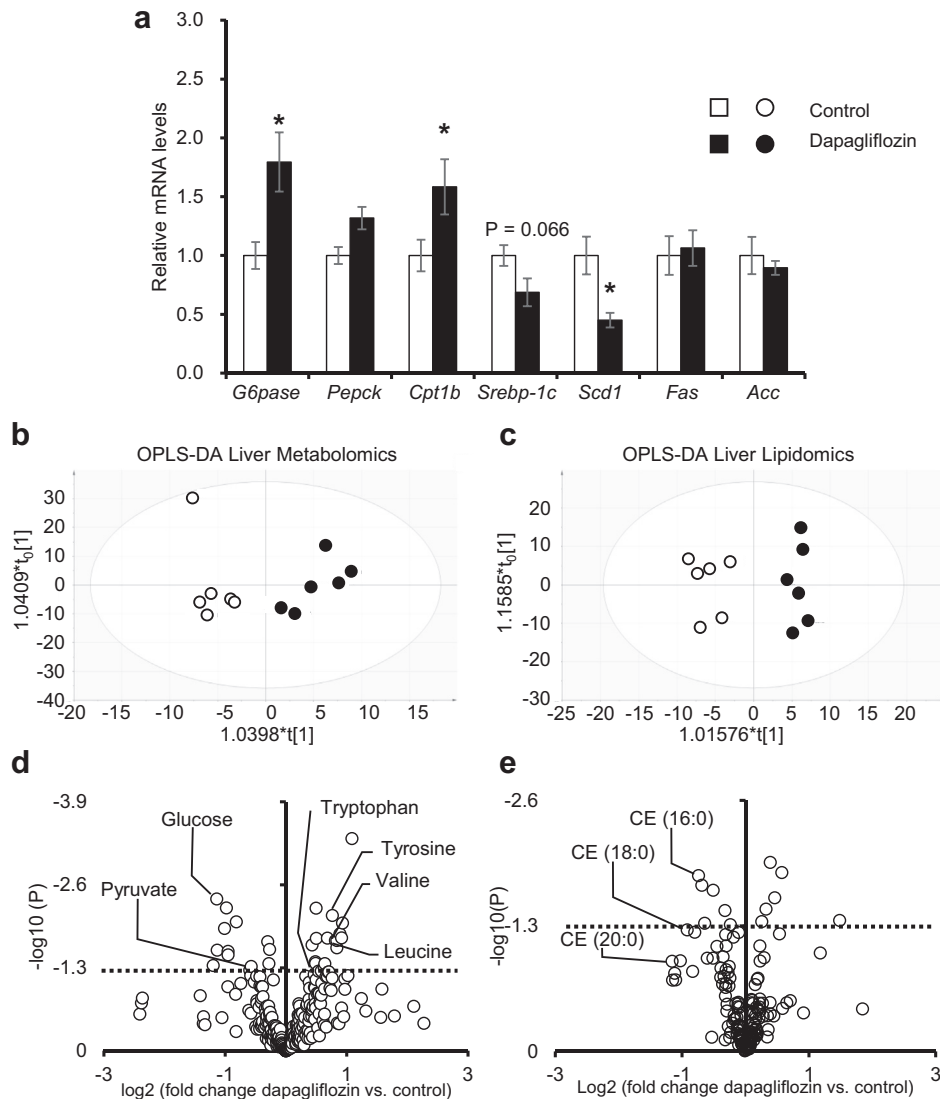 a
3.0
2.5
2.0
1.5
1.0
0.5
0.0
Relative mRNA levels
*
*
P = 0.066
*
Control
Dapagliflozin
G6pase Pepck Cpt1b Srebp-1c Scd1 Fas Acc
b
OPLS-DA Liver Metabolomics
30
20
10
0
-10
-20
-30
-40
1.0409*t0[1]
-20 -15 -10 -5 0 5 10 15
1.0398*t[1]
c
OPLS-DA Liver Lipidomics
20
10
0
-10
-20
-30
1.1585*t0[1]
-25 -20 -15 -10 -5 0 5 10 15 20
1.01576*t[1]
d
-3.9
-2.6
-1.3
0
-log10 (P)
Glucose
Pyruvate
Tryptophan
Tyrosine
Valine
Leucine
-3 -1 1 3
log2 (fold change dapagliflozin vs. control)
e
-2.6
-1.3
0
-log10(P)
CE (16:0)
CE (18:0)
CE (20:0)
-3 -1 1 3
Log2 (fold change dapagliflozin vs. control)